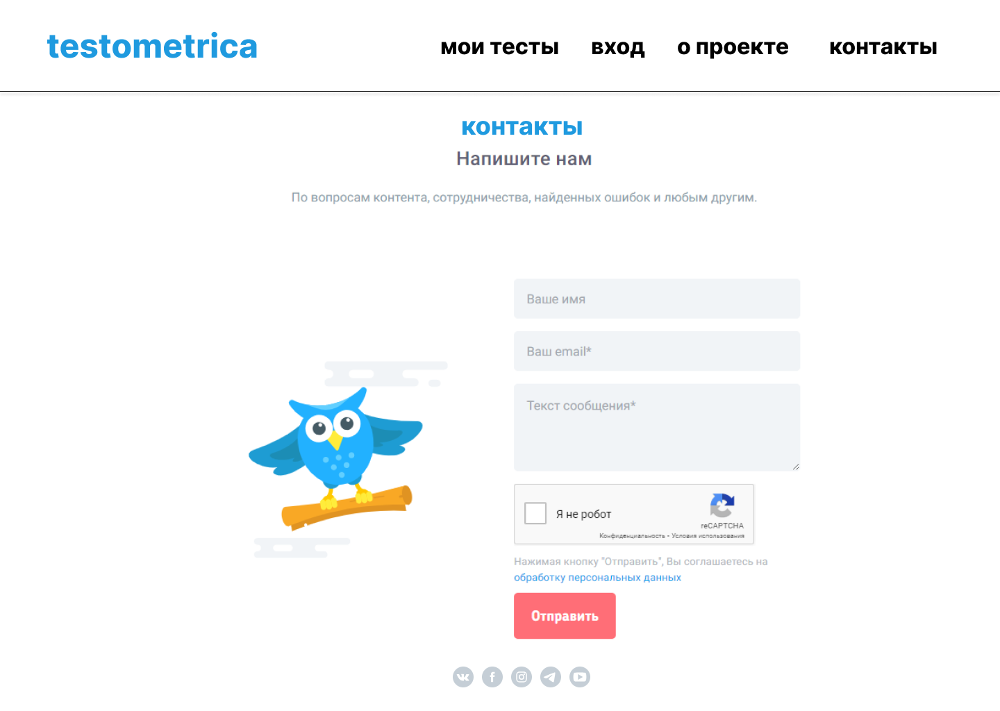 testometrica
мои тесты вход о проекте контакты
контакты
Напишите нам
По вопросам контента, сотрудничества, найденных ошибок и любым другим.
Ваше имя
Ваш email*
Текст сообщения*
Я не робот
reCAPTCHA
Конфиденциальность - Условия использования
Нажимая кнопку "Отправить", Вы соглашаетесь на
обработку персональных данных
Отправить